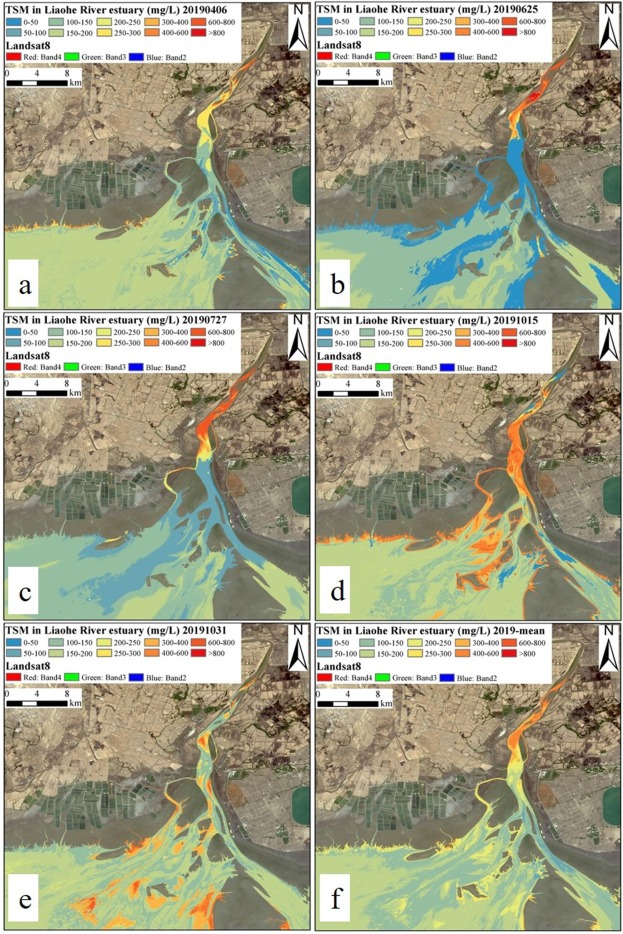 TSM in Liaohe River estuary (mg/L) 20190406
0-50 100-150 200-250 300-400 600-800
50-100 150-200 250-300 400-600 >800
Landsat8
Red: Band4 Green: Band3 Blue: Band2
0 4 8
km
N
a
TSM in Liaohe River estuary (mg/L) 20190625
0-50 100-150 200-250 300-400 600-800
50-100 150-200 250-300 400-600 >800
Landsat8
Red: Band4 Green: Band3 Blue: Band2
0 4 8
km
N
b
TSM in Liaohe River estuary (mg/L) 20190727
0-50 100-150 200-250 300-400 600-800
50-100 150-200 250-300 400-600 >800
Landsat8
Red: Band4 Green: Band3 Blue: Band2
0 4 8
km
N
c
TSM in Liaohe River estuary (mg/L) 20191015
0-50 100-150 200-250 300-400 600-800
50-100 150-200 250-300 400-600 >800
Landsat8
Red: Band4 Green: Band3 Blue: Band2
0 4 8
km
N
d
TSM in Liaohe River estuary (mg/L) 20191031
0-50 100-150 200-250 300-400 600-800
50-100 150-200 250-300 400-600 >800
Landsat8
Red: Band4 Green: Band3 Blue: Band2
0 4 8
km
N
e
TSM in Liaohe River estuary (mg/L) 2019-mean
0-50 100-150 200-250 300-400 600-800
50-100 150-200 250-300 400-600 >800
Landsat8
Red: Band4 Green: Band3 Blue: Band2
0 4 8
km
N
f